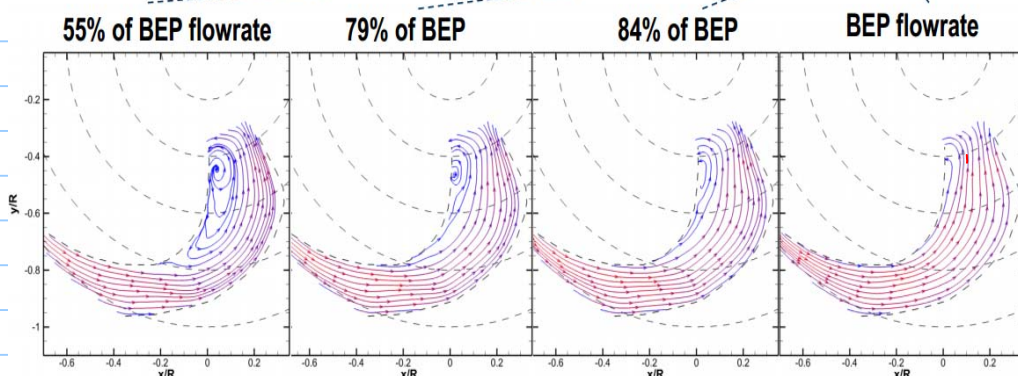 55% of BEP flowrate
79% of BEP
84% of BEP
BEP flowrate
y/R
-0.2
-0.4
-0.6
-0.8
-1
-0.6 -0.4 -0.2 0 0.2
-0.6 -0.4 -0.2 0 0.2
-0.6 -0.4 -0.2 0 0.2
-0.6 -0.4 -0.2 0 0.2
x/R
x/R
x/R
x/R